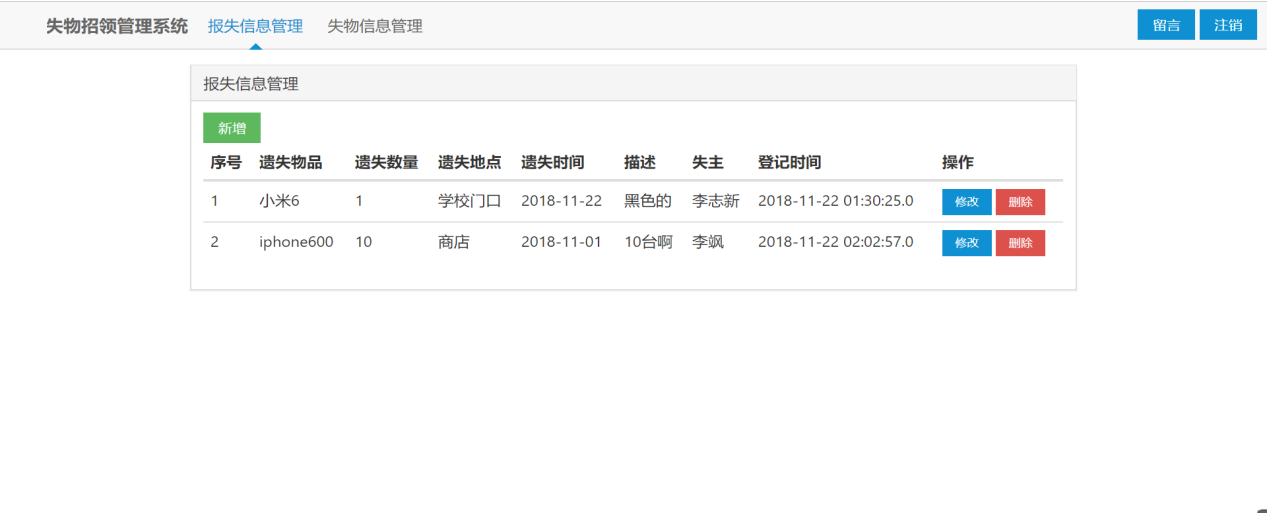 失物招领管理系统 报失信息管理 失物信息管理 留言 注销
报失信息管理
新增
序号 遗失物品 遗失数量 遗失地点 遗失时间 描述 失主 登记时间 操作
1 小米6 1 学校门口 2018-11-22 黑色的 李志新 2018-11-22 01:30:25.0 修改 删除
2 iphone600 10 商店 2018-11-01 10台啊 李飒 2018-11-22 02:02:57.0 修改 删除